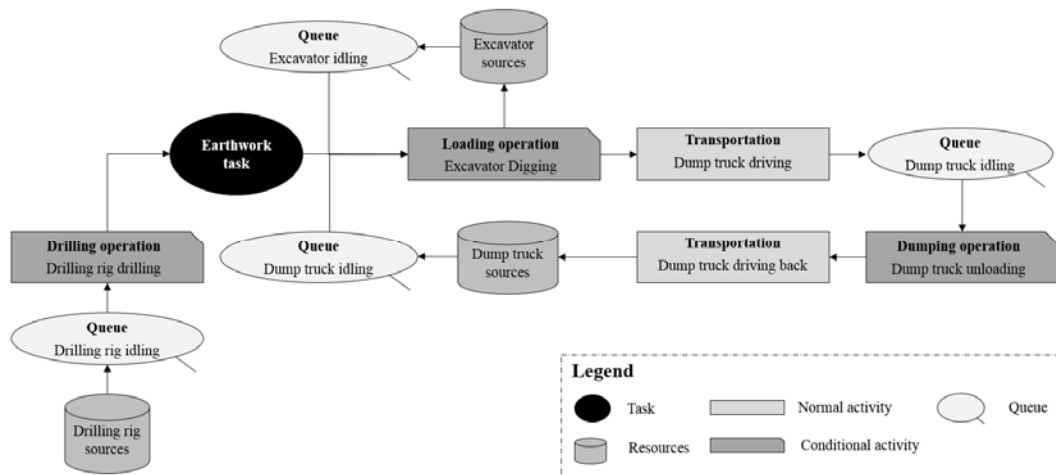 Queue
Excavator idling
Excavator
sources
Earthwork
task
Loading operation
Excavator Digging
Transportation
Dump truck driving
Queue
Dump truck idling
Drilling operation
Drilling rig drilling
Queue
Dump truck idling
Dump truck
sources
Transportation
Dump truck driving back
Dumping operation
Dump truck unloading
Queue
Drilling rig idling
Drilling rig
sources
Legend
Task
Normal activity
Queue
Resources
Conditional activity